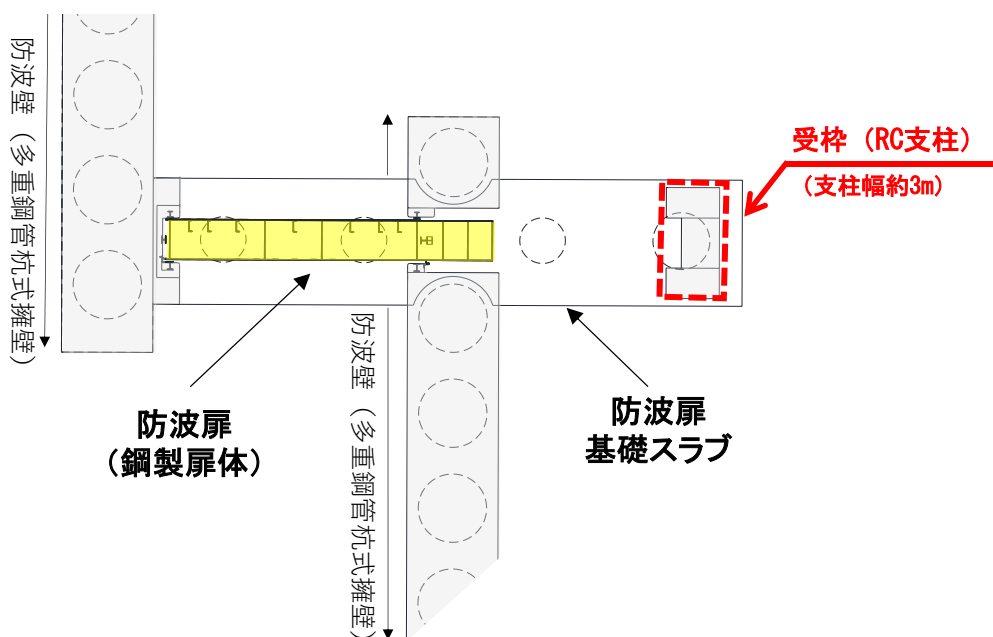 防波壁（多重鋼管杭式擁壁）
受枠（RC支柱）
（支柱幅約3m）
防波壁（多重鋼管杭式擁壁）
防波扉
（鋼製扉体）
防波扉
基礎スラブ